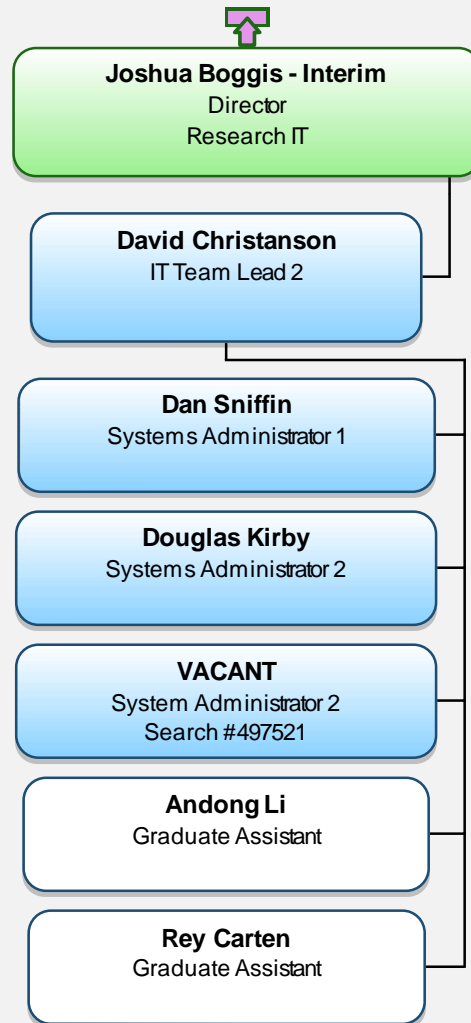 Joshua Boggis - Interim
Director
Research IT
David Christanson
IT Team Lead 2
Dan Sniffin
Systems Administrator 1
Douglas Kirby
Systems Administrator 2
VACANT
System Administrator 2
Search #497521
Andong Li
Graduate Assistant
Rey Carten
Graduate Assistant